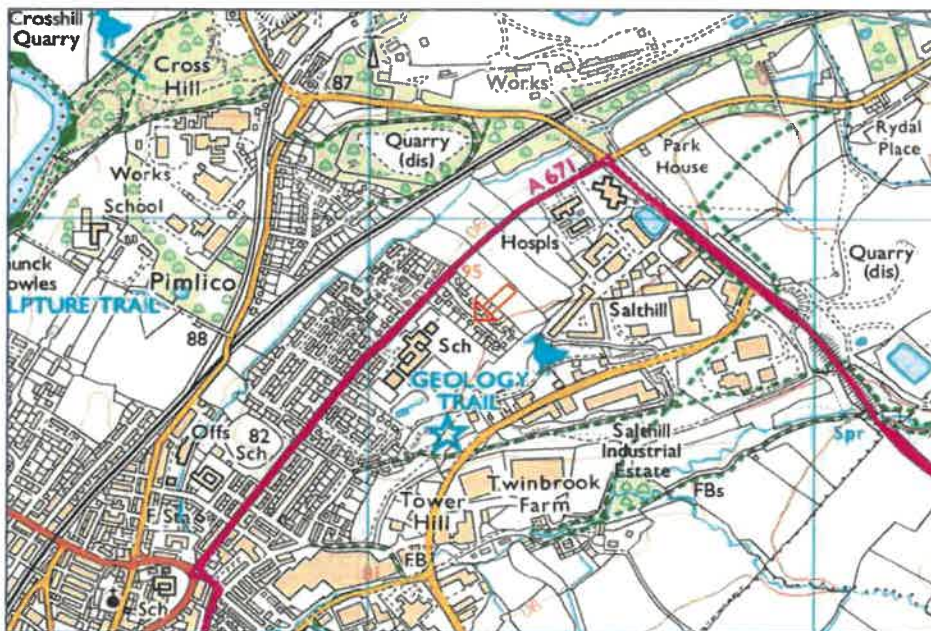 Crosshill
Quarry
Cross
Hill
87
Works
Quarry
(dis)
A 671
Park
House
Rydal
Place
Works
School
Hospls
Pimlico
LPTURE TRAIL
95
Quarry
(dis)
Salthill
88
Sch
GEOLOGY
TRAIL
Offs
82
Sch
Salthill
Industrial
Estate
Spr
Tower
Hill
Twinbrook
Farm
FBs
F Sta
FB
Sch